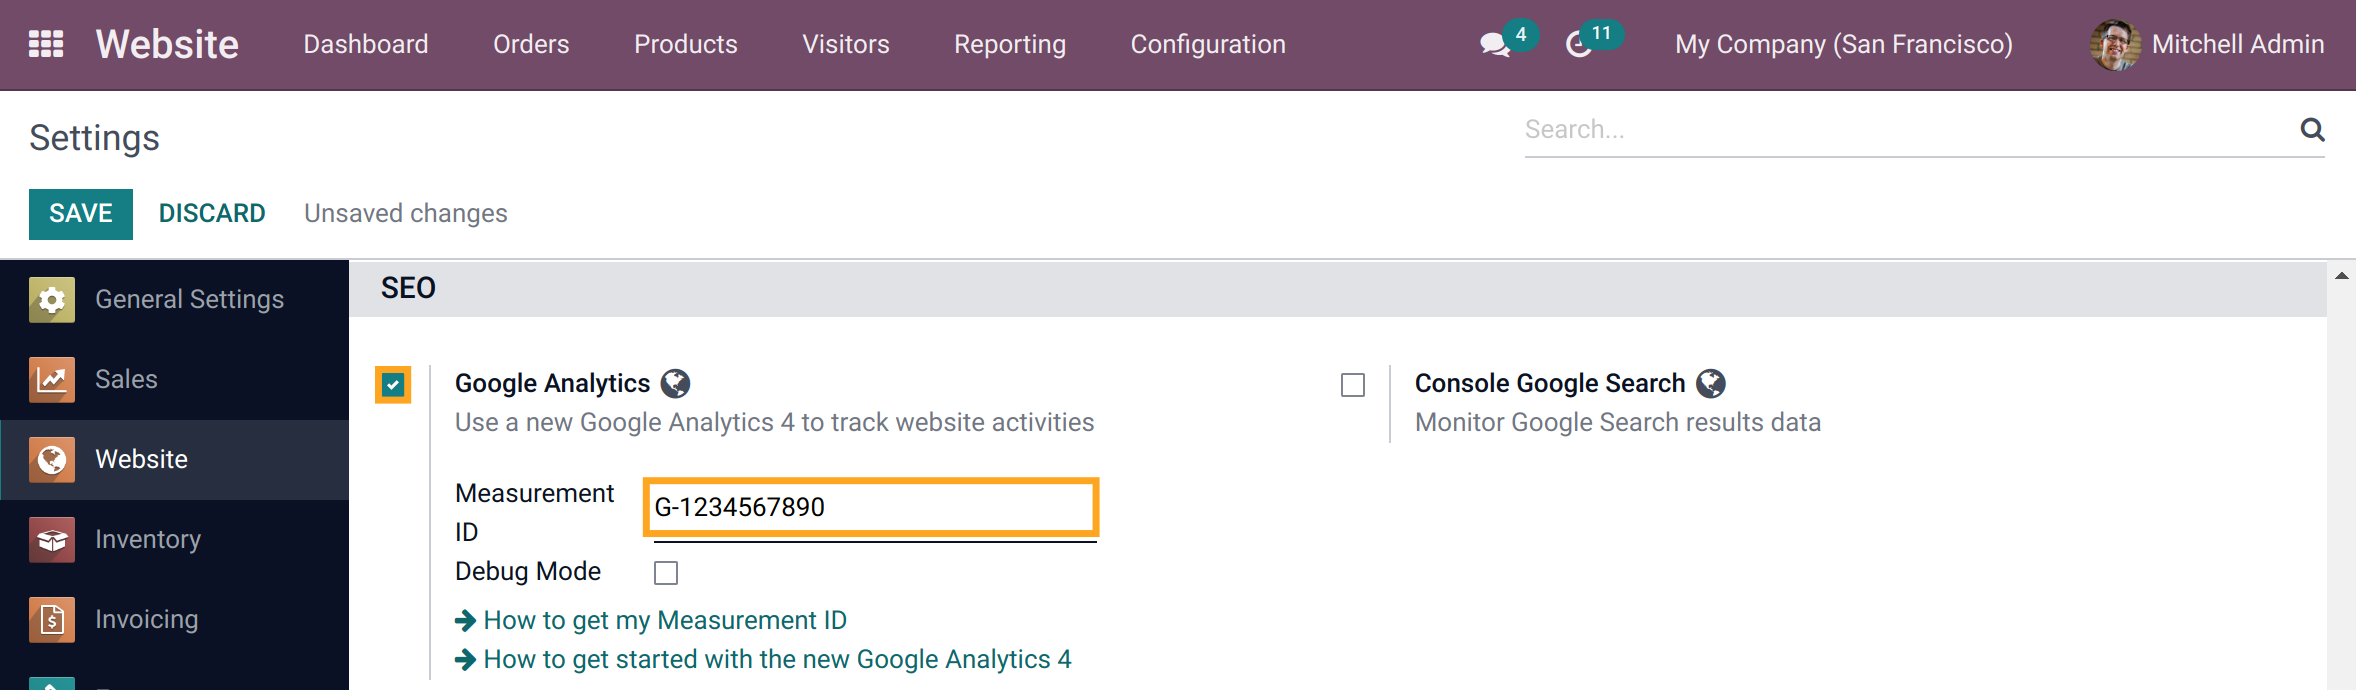 Website Dashboard Orders Products Visitors Reporting Configuration 4 11 My Company (San Francisco) Mitchell Admin
Settings
Search...
SAVE DISCARD Unsaved changes
General Settings
Sales
Website
Inventory
Invoicing
SEO
Google Analytics
Use a new Google Analytics 4 to track website activities
Measurement
ID
G-1234567890
Debug Mode
How to get my Measurement ID
How to get started with the new Google Analytics 4
Console Google Search
Monitor Google Search results data